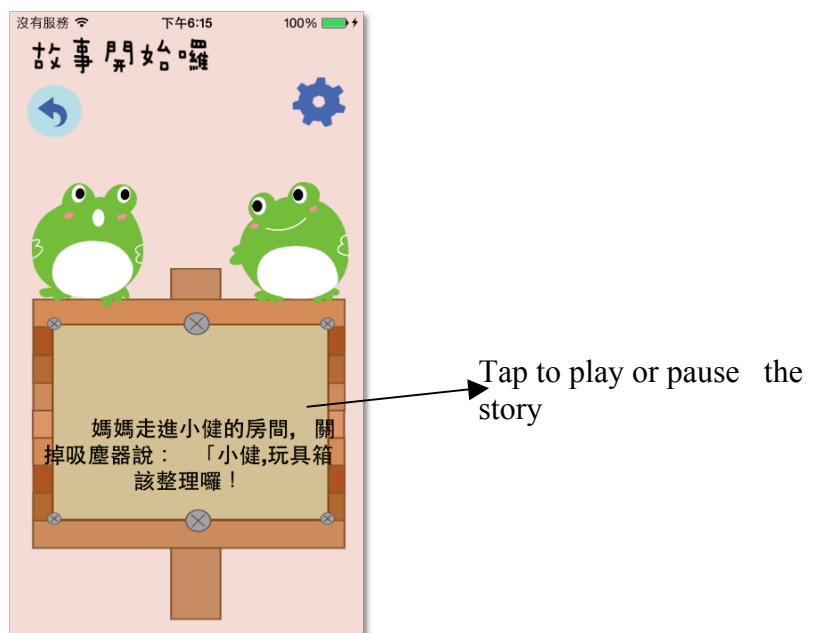 沒有服務 下午6:15 100%
故事開始囉
媽媽走進小健的房間, 關
掉吸塵器說： 「小健,玩具箱
該整理囉！
Tap to play or pause the
story